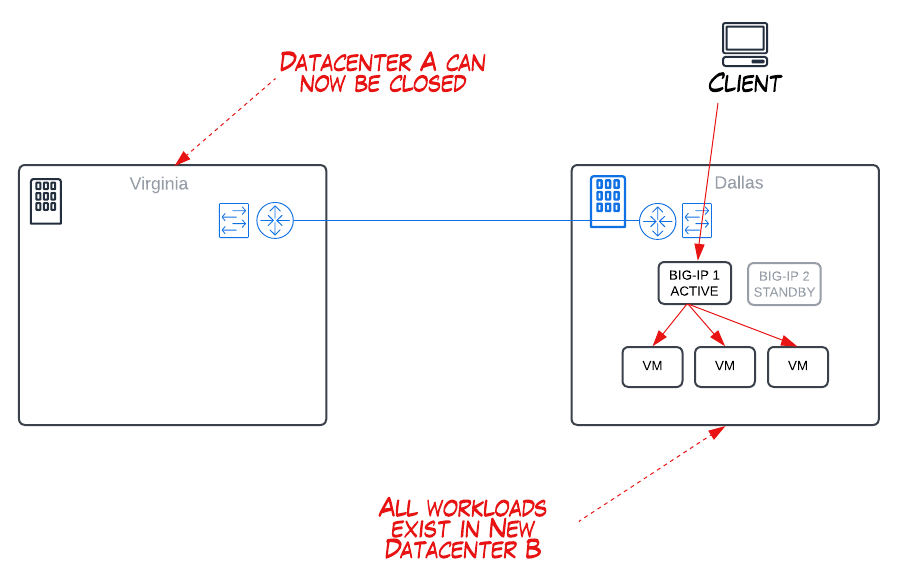 DATACENTER A CAN
NOW BE CLOSED
CLIENT
Virginia
Dallas
BIG-IP 1
ACTIVE
BIG-IP 2
STANDBY
VM
VM
VM
ALL WORKLOADS
EXIST IN NEW
DATACENTER B